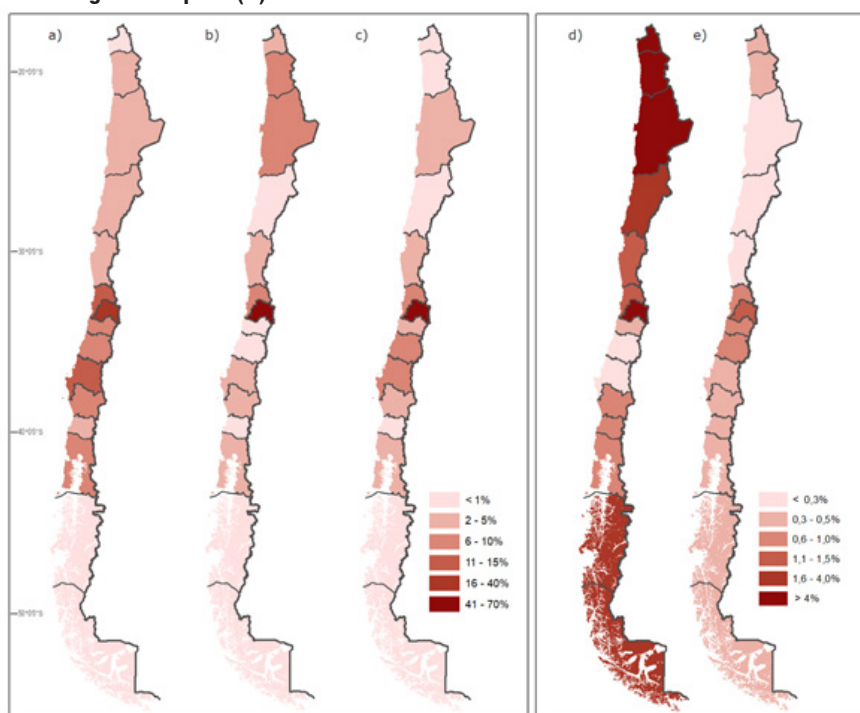 a)
b)
c)
d)
e)
< 1%
2 - 5%
6 - 10%
11 - 15%
16 - 40%
41 - 70%
< 0,3%
0,3 - 0,5%
0,6 - 1,0%
1,1 - 1,5%
1,6 - 4,0%
> 4%